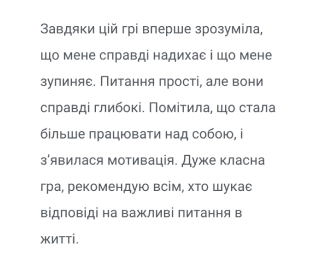 Завдяки цій грі вперше зрозуміла,
що мене справді надихає і що мене
зупиняє. Питання прості, але вони
справді глибокі. Помітила, що стала
більше працювати над собою, і
з’явилася мотивація. Дуже класна
гра, рекомендую всім, хто шукає
відповіді на важливі питання в
житті.